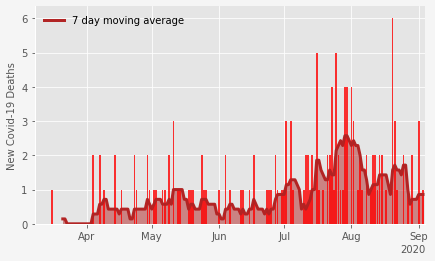 7 day moving average
New Covid-19 Deaths
6
5
4
3
2
1
0
Apr
May
Jun
Jul
Aug
Sep
2020